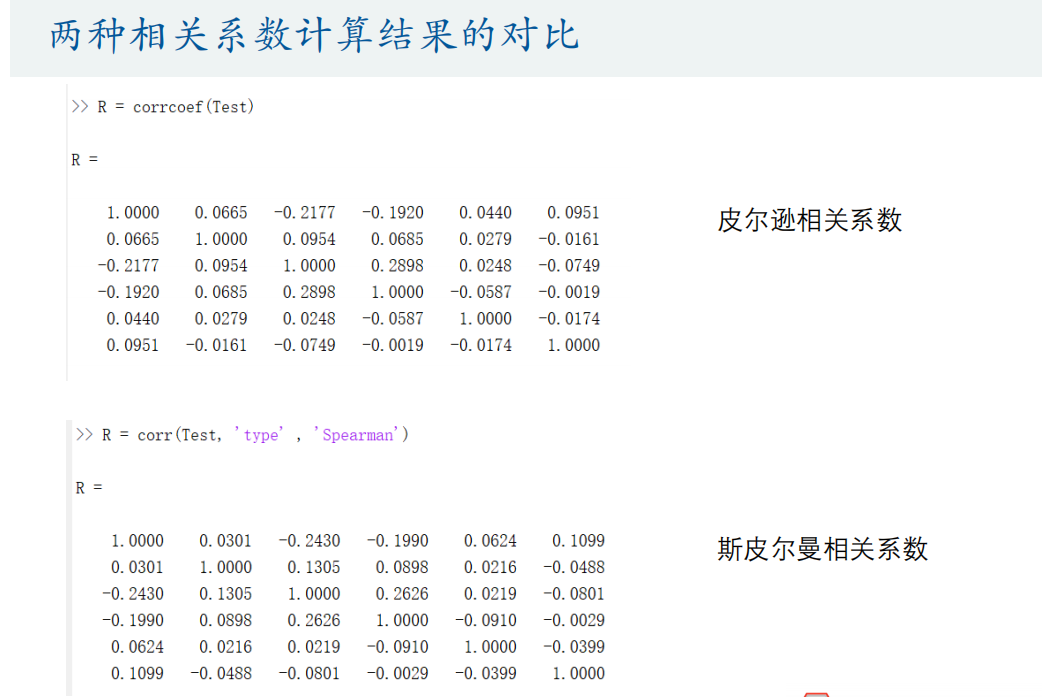 两种相关系数计算结果的对比
>> R = corrcoef(Test)
R =
1.0000 0.0665 -0.2177 -0.1920 0.0440 0.0951
0.0665 1.0000 0.0954 0.0685 0.0279 -0.0161
皮尔逊相关系数
-0.2177 0.0954 1.0000 0.2898 0.0248 -0.0749
-0.1920 0.0685 0.2898 1.0000 -0.0587 -0.0019
0.0440 0.0279 0.0248 -0.0587 1.0000 -0.0174
0.0951 -0.0161 -0.0749 -0.0019 -0.0174 1.0000
>> R = corr(Test, 'type' , 'Spearman')
R =
1.0000 0.0301 -0.2430 -0.1990 0.0624 0.1099
斯皮尔曼相关系数
0.0301 1.0000 0.1305 0.0898 0.0216 -0.0488
-0.2430 0.1305 1.0000 0.2626 0.0219 -0.0801
-0.1990 0.0898 0.2626 1.0000 -0.0910 -0.0029
0.0624 0.0216 0.0219 -0.0910 1.0000 -0.0399
0.1099 -0.0488 -0.0801 -0.0029 -0.0399 1.0000